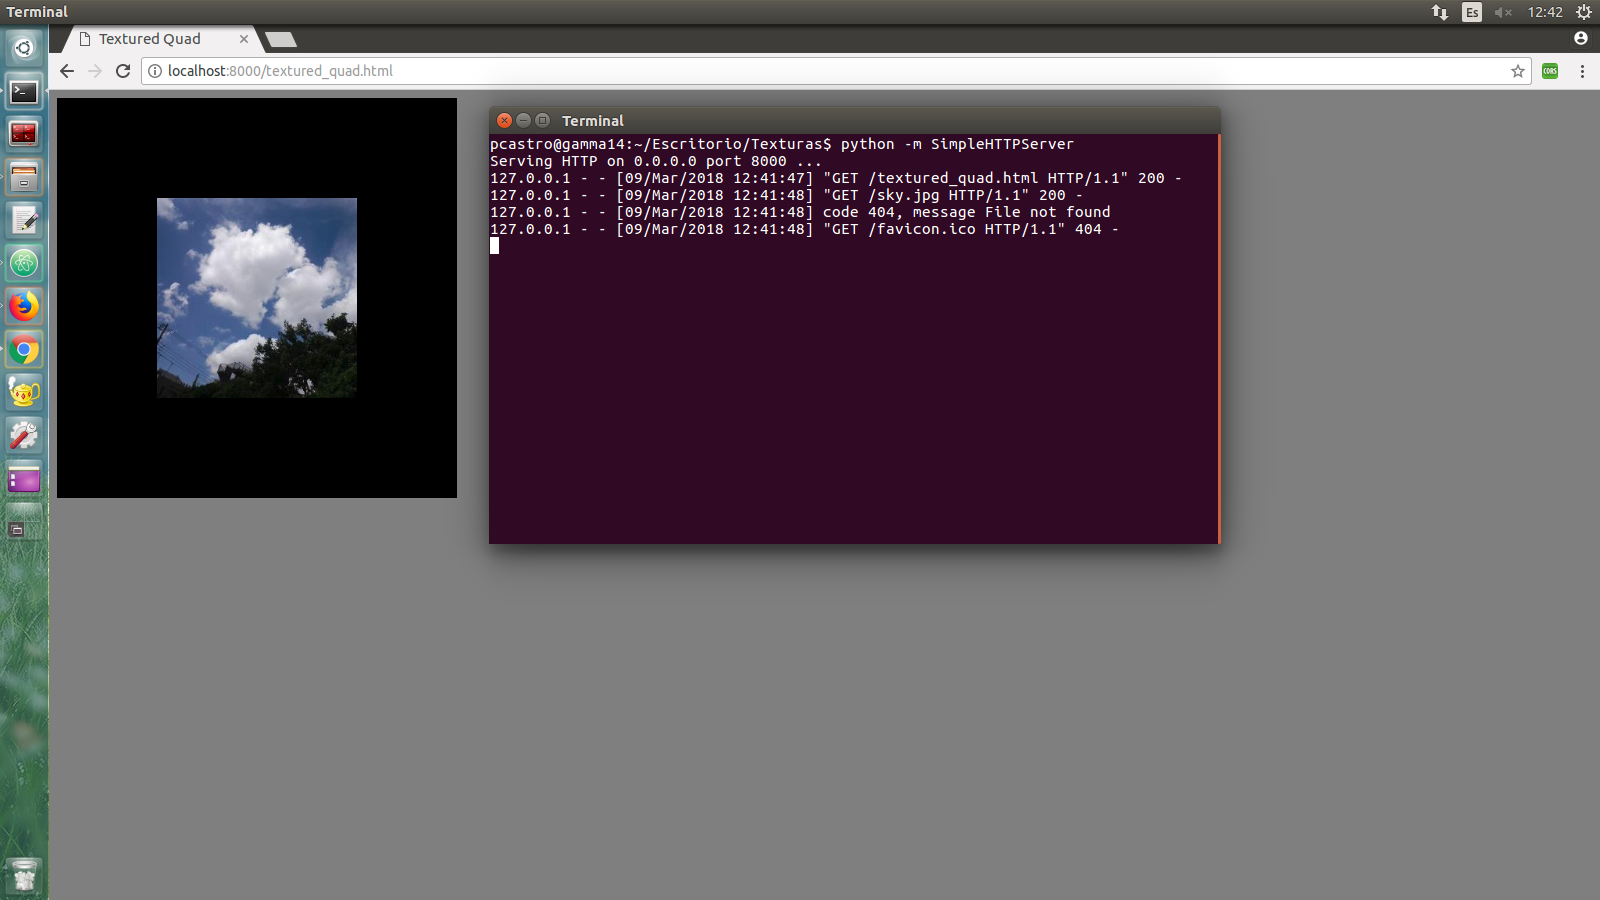 Terminal
Es
12:42
Textured Quad
localhost:8000/textured_quad.html
CORS
Terminal
pcastro@gamma14:~/Escritorio/Texturas$ python -m SimpleHTTPServer
Serving HTTP on 0.0.0.0 port 8000 ...
127.0.0.1 - - [09/Mar/2018 12:41:47] "GET /textured_quad.html HTTP/1.1" 200 -
127.0.0.1 - - [09/Mar/2018 12:41:48] "GET /sky.jpg HTTP/1.1" 200 -
127.0.0.1 - - [09/Mar/2018 12:41:48] code 404, message File not found
127.0.0.1 - - [09/Mar/2018 12:41:48] "GET /favicon.ico HTTP/1.1" 404 -